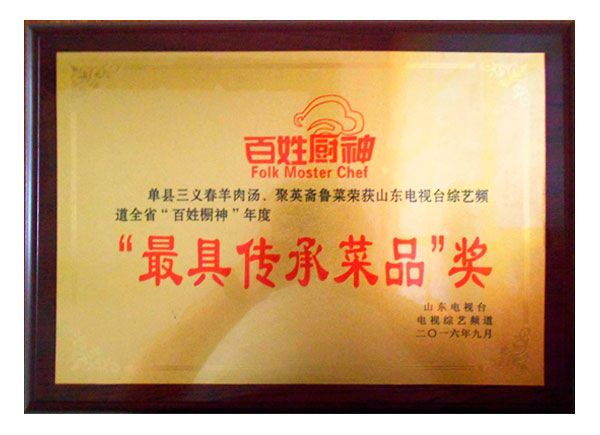 百姓厨神
Folk Moster Chef
单县三义春羊肉汤、聚英斋鲁菜荣获山东电视台综艺频
道全省“百姓橱神”年度
“最具传承菜品”奖
山东电视台
电视综艺频道
二〇一六年九月